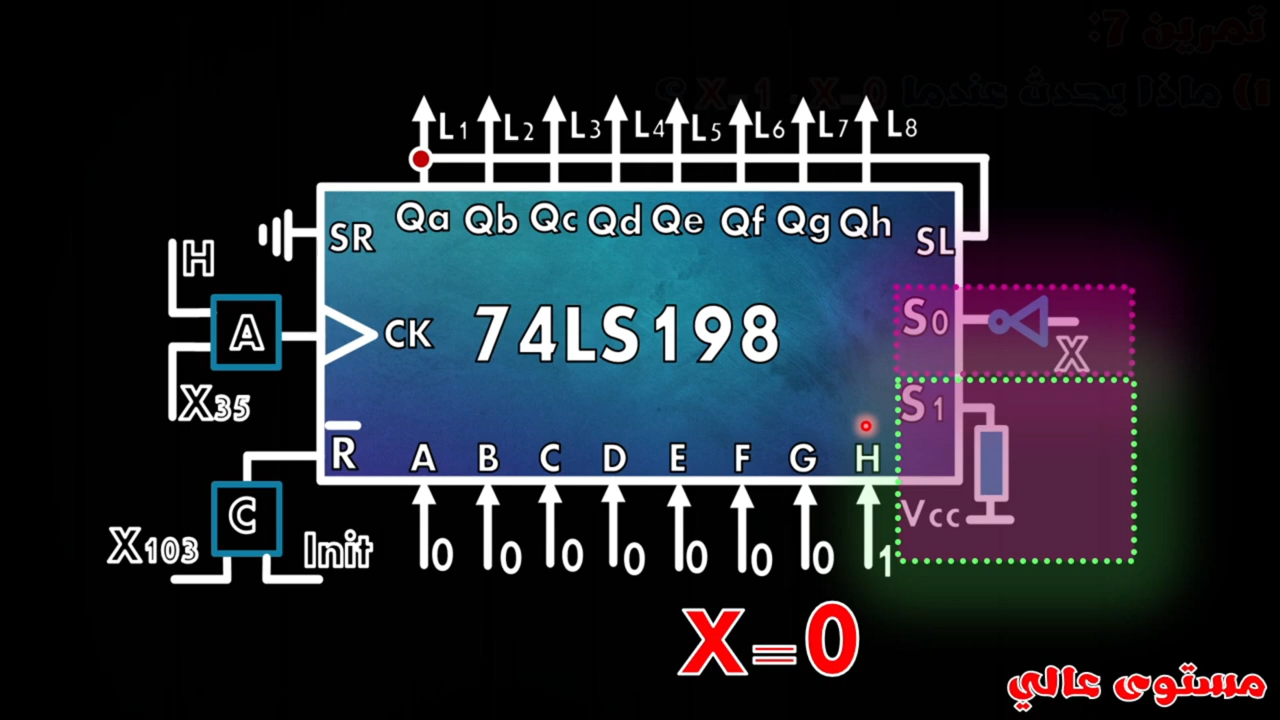 تمرين 7:
1) ماذا يحدث عندما X=0 ، X=1 ؟
L1 L2 L3 L4 L5 L6 L7 L8
SR Qa Qb Qc Qd Qe Qf Qg Qh SL
H
A
CK 74LS198
S0
X
X35
S1
R A B C D E F G H
C
Vcc
X103 Init
0 0 0 0 0 0 0 1
X=0
مستوى عالي